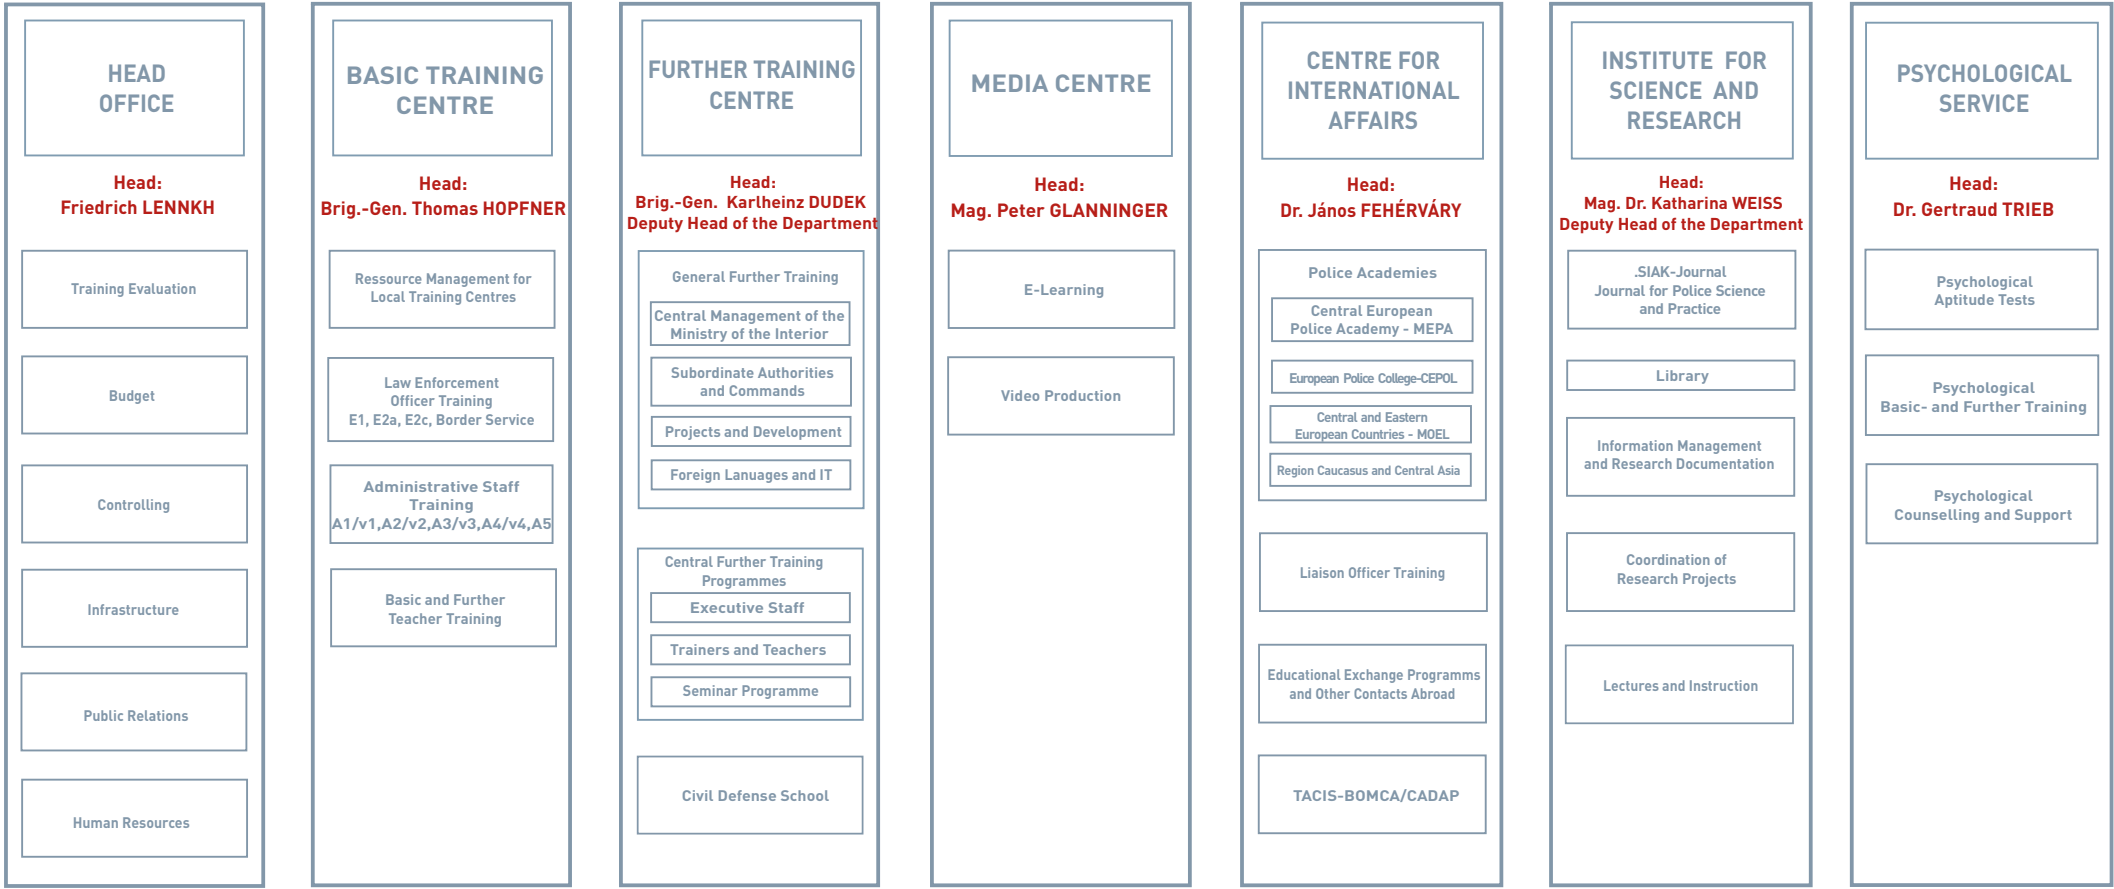 HEAD
OFFICE
Head:
Friedrich LENNKH
Training Evaluation
Budget
Controlling
Infrastructure
Public Relations
Human Resources
BASIC TRAINING
CENTRE
Head:
Brig.-Gen. Thomas HOPFNER
Ressource Management for
Local Training Centres
Law Enforcement
Officer Training
E1, E2a, E2c, Border Service
Administrative Staff
Training
A1/v1,A2/v2,A3/v3,A4/v4,A5
Basic and Further
Teacher Training
FURTHER TRAINING
CENTRE
Head:
Brig.-Gen. Karlheinz DUDEK
Deputy Head of the Department
General Further Training
Central Management of the
Ministry of the Interior
Subordinate Authorities
and Commands
Projects and Development
Foreign Lanuages and IT
Central Further Training
Programmes
Executive Staff
Trainers and Teachers
Seminar Programme
Civil Defense School
MEDIA CENTRE
Head:
Mag. Peter GLANNINGER
E-Learning
Video Production
CENTRE FOR
INTERNATIONAL
AFFAIRS
Head:
Dr. János FEHÉRVÁRY
Police Academies
Central European
Police Academy - MEPA
European Police College-CEPOL
Central and Eastern
European Countries - MOEL
Region Caucasus and Central Asia
Liaison Officer Training
Educational Exchange Programms
and Other Contacts Abroad
TACIS-BOMCA/CADAP
INSTITUTE FOR
SCIENCE AND
RESEARCH
Head:
Mag. Dr. Katharina WEISS
Deputy Head of the Department
.SIAK-Journal
Journal for Police Science
and Practice
Library
Information Management
and Research Documentation
Coordination of
Research Projects
Lectures and Instruction
PSYCHOLOGICAL
SERVICE
Head:
Dr. Gertraud TRIEB
Psychological
Aptitude Tests
Psychological
Basic- and Further Training
Psychological
Counselling and Support